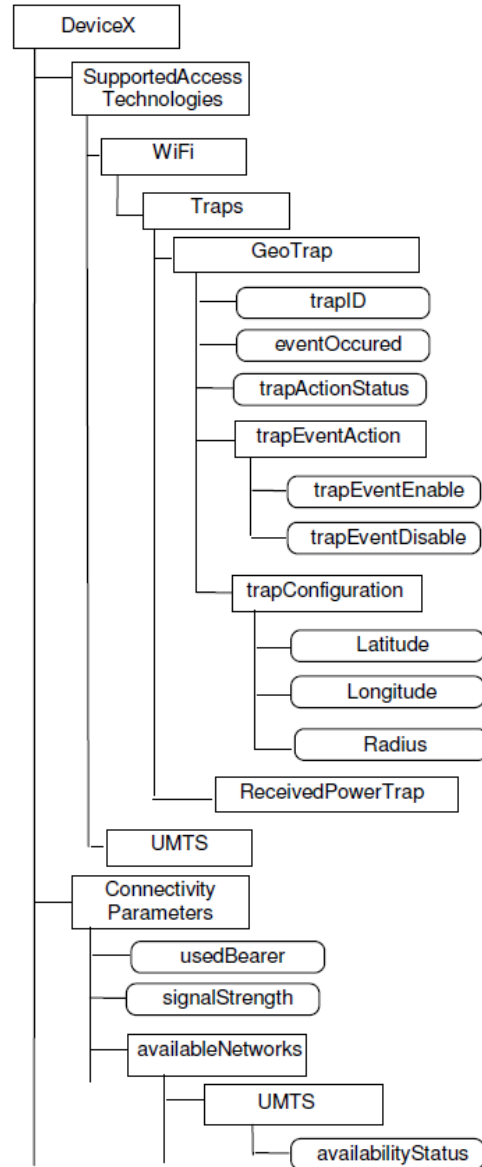 DeviceX
SupportedAccess
Technologies
WiFi
Traps
GeoTrap
trapID
eventOccured
trapActionStatus
trapEventAction
trapEventEnable
trapEventDisable
trapConfiguration
Latitude
Longitude
Radius
ReceivedPowerTrap
UMTS
Connectivity
Parameters
usedBearer
signalStrength
availableNetworks
UMTS
availabilityStatus